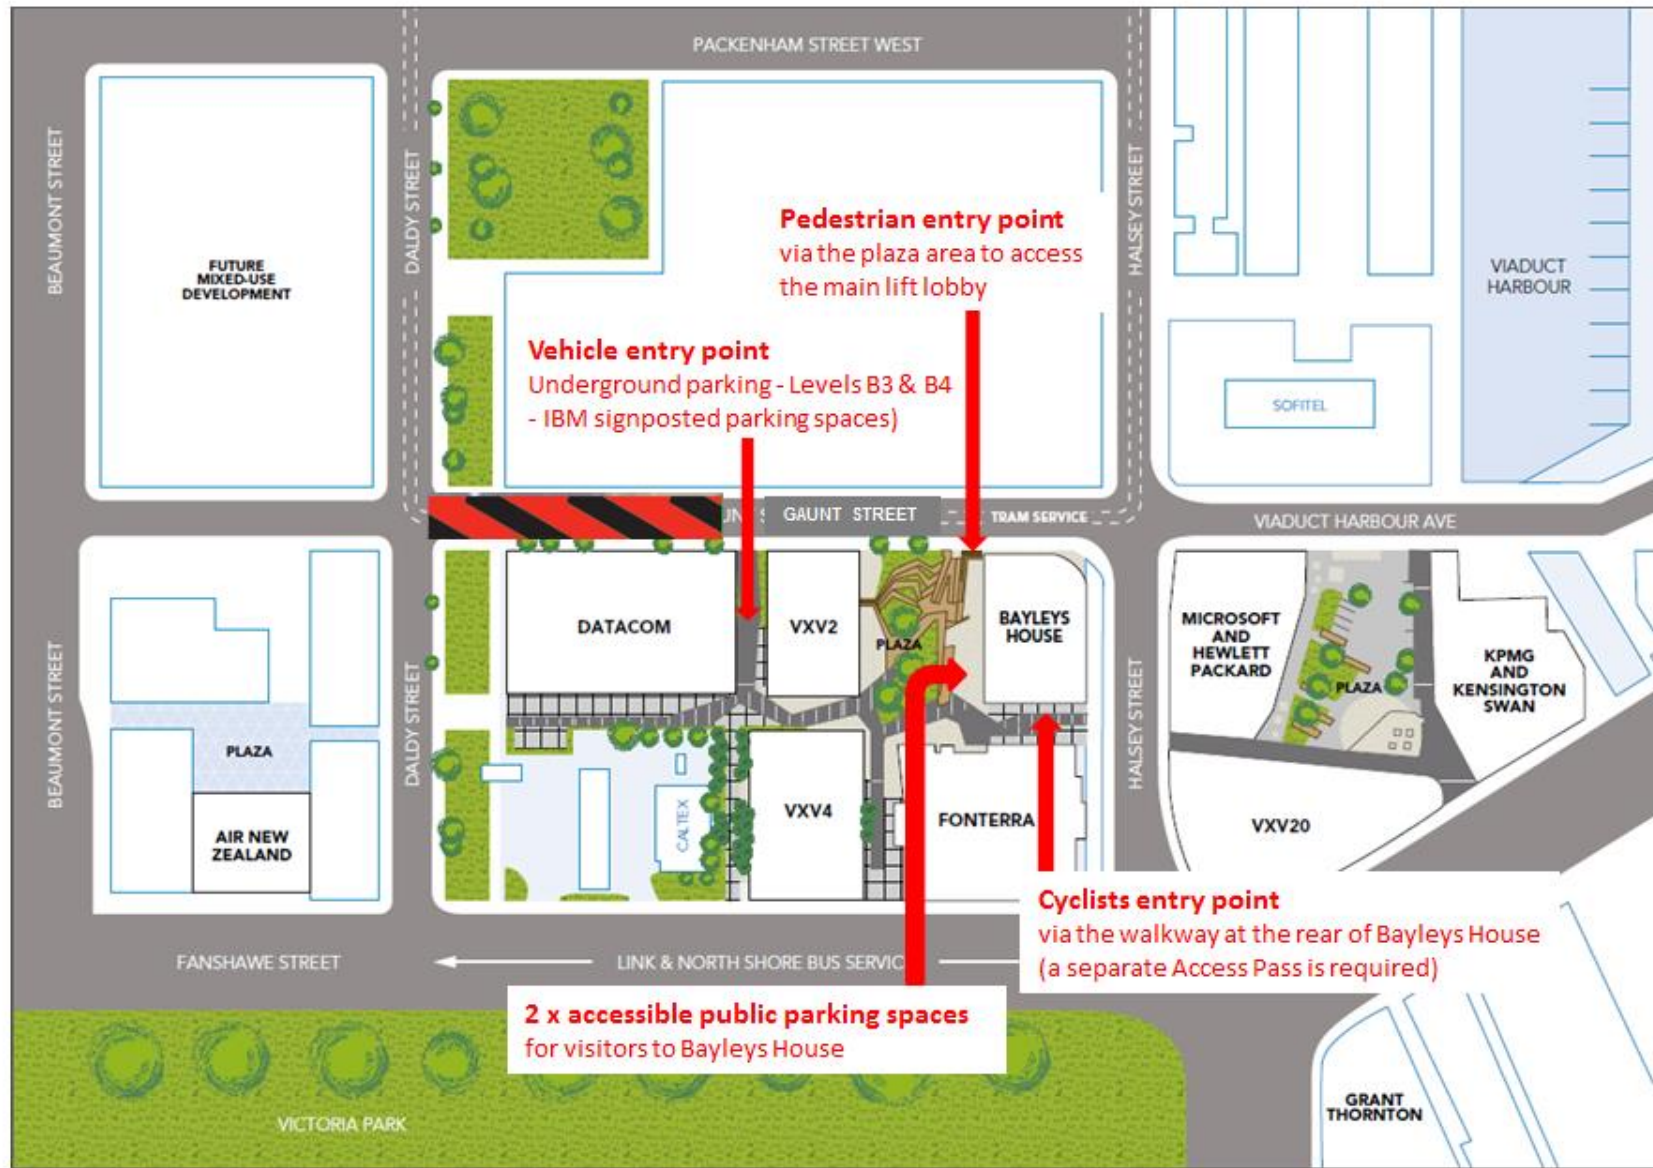 PACKENHAM STREET WEST
BEAUMONT STREET
DALDY STREET
HALSEY STREET
FUTURE
MIXED-USE
DEVELOPMENT
Pedestrian entry point
via the plaza area to access
the main lift lobby
VIADUCT
HARBOUR
Vehicle entry point
Underground parking - Levels B3 & B4
- IBM signposted parking spaces)
SOFITEL
GAUNT STREET
TRAM SERVICE
VIADUCT HARBOUR AVE
DATACOM
VXV2
PLAZA
BAYLEYS
HOUSE
MICROSOFT
AND
HEWLETT
PACKARD
PLAZA
KPMG
AND
KENSINGTON
SWAN
BEAUMONT STREET
PLAZA
DALDY STREET
HALSEY STREET
AIR NEW
ZEALAND
CALTEX
VXV4
FONTERRA
VXV20
Cyclists entry point
via the walkway at the rear of Bayleys House
(a separate Access Pass is required)
FANSHAWE STREET
LINK & NORTH SHORE BUS SERVIC
2 x accessible public parking spaces
for visitors to Bayleys House
VICTORIA PARK
GRANT
THORNTON